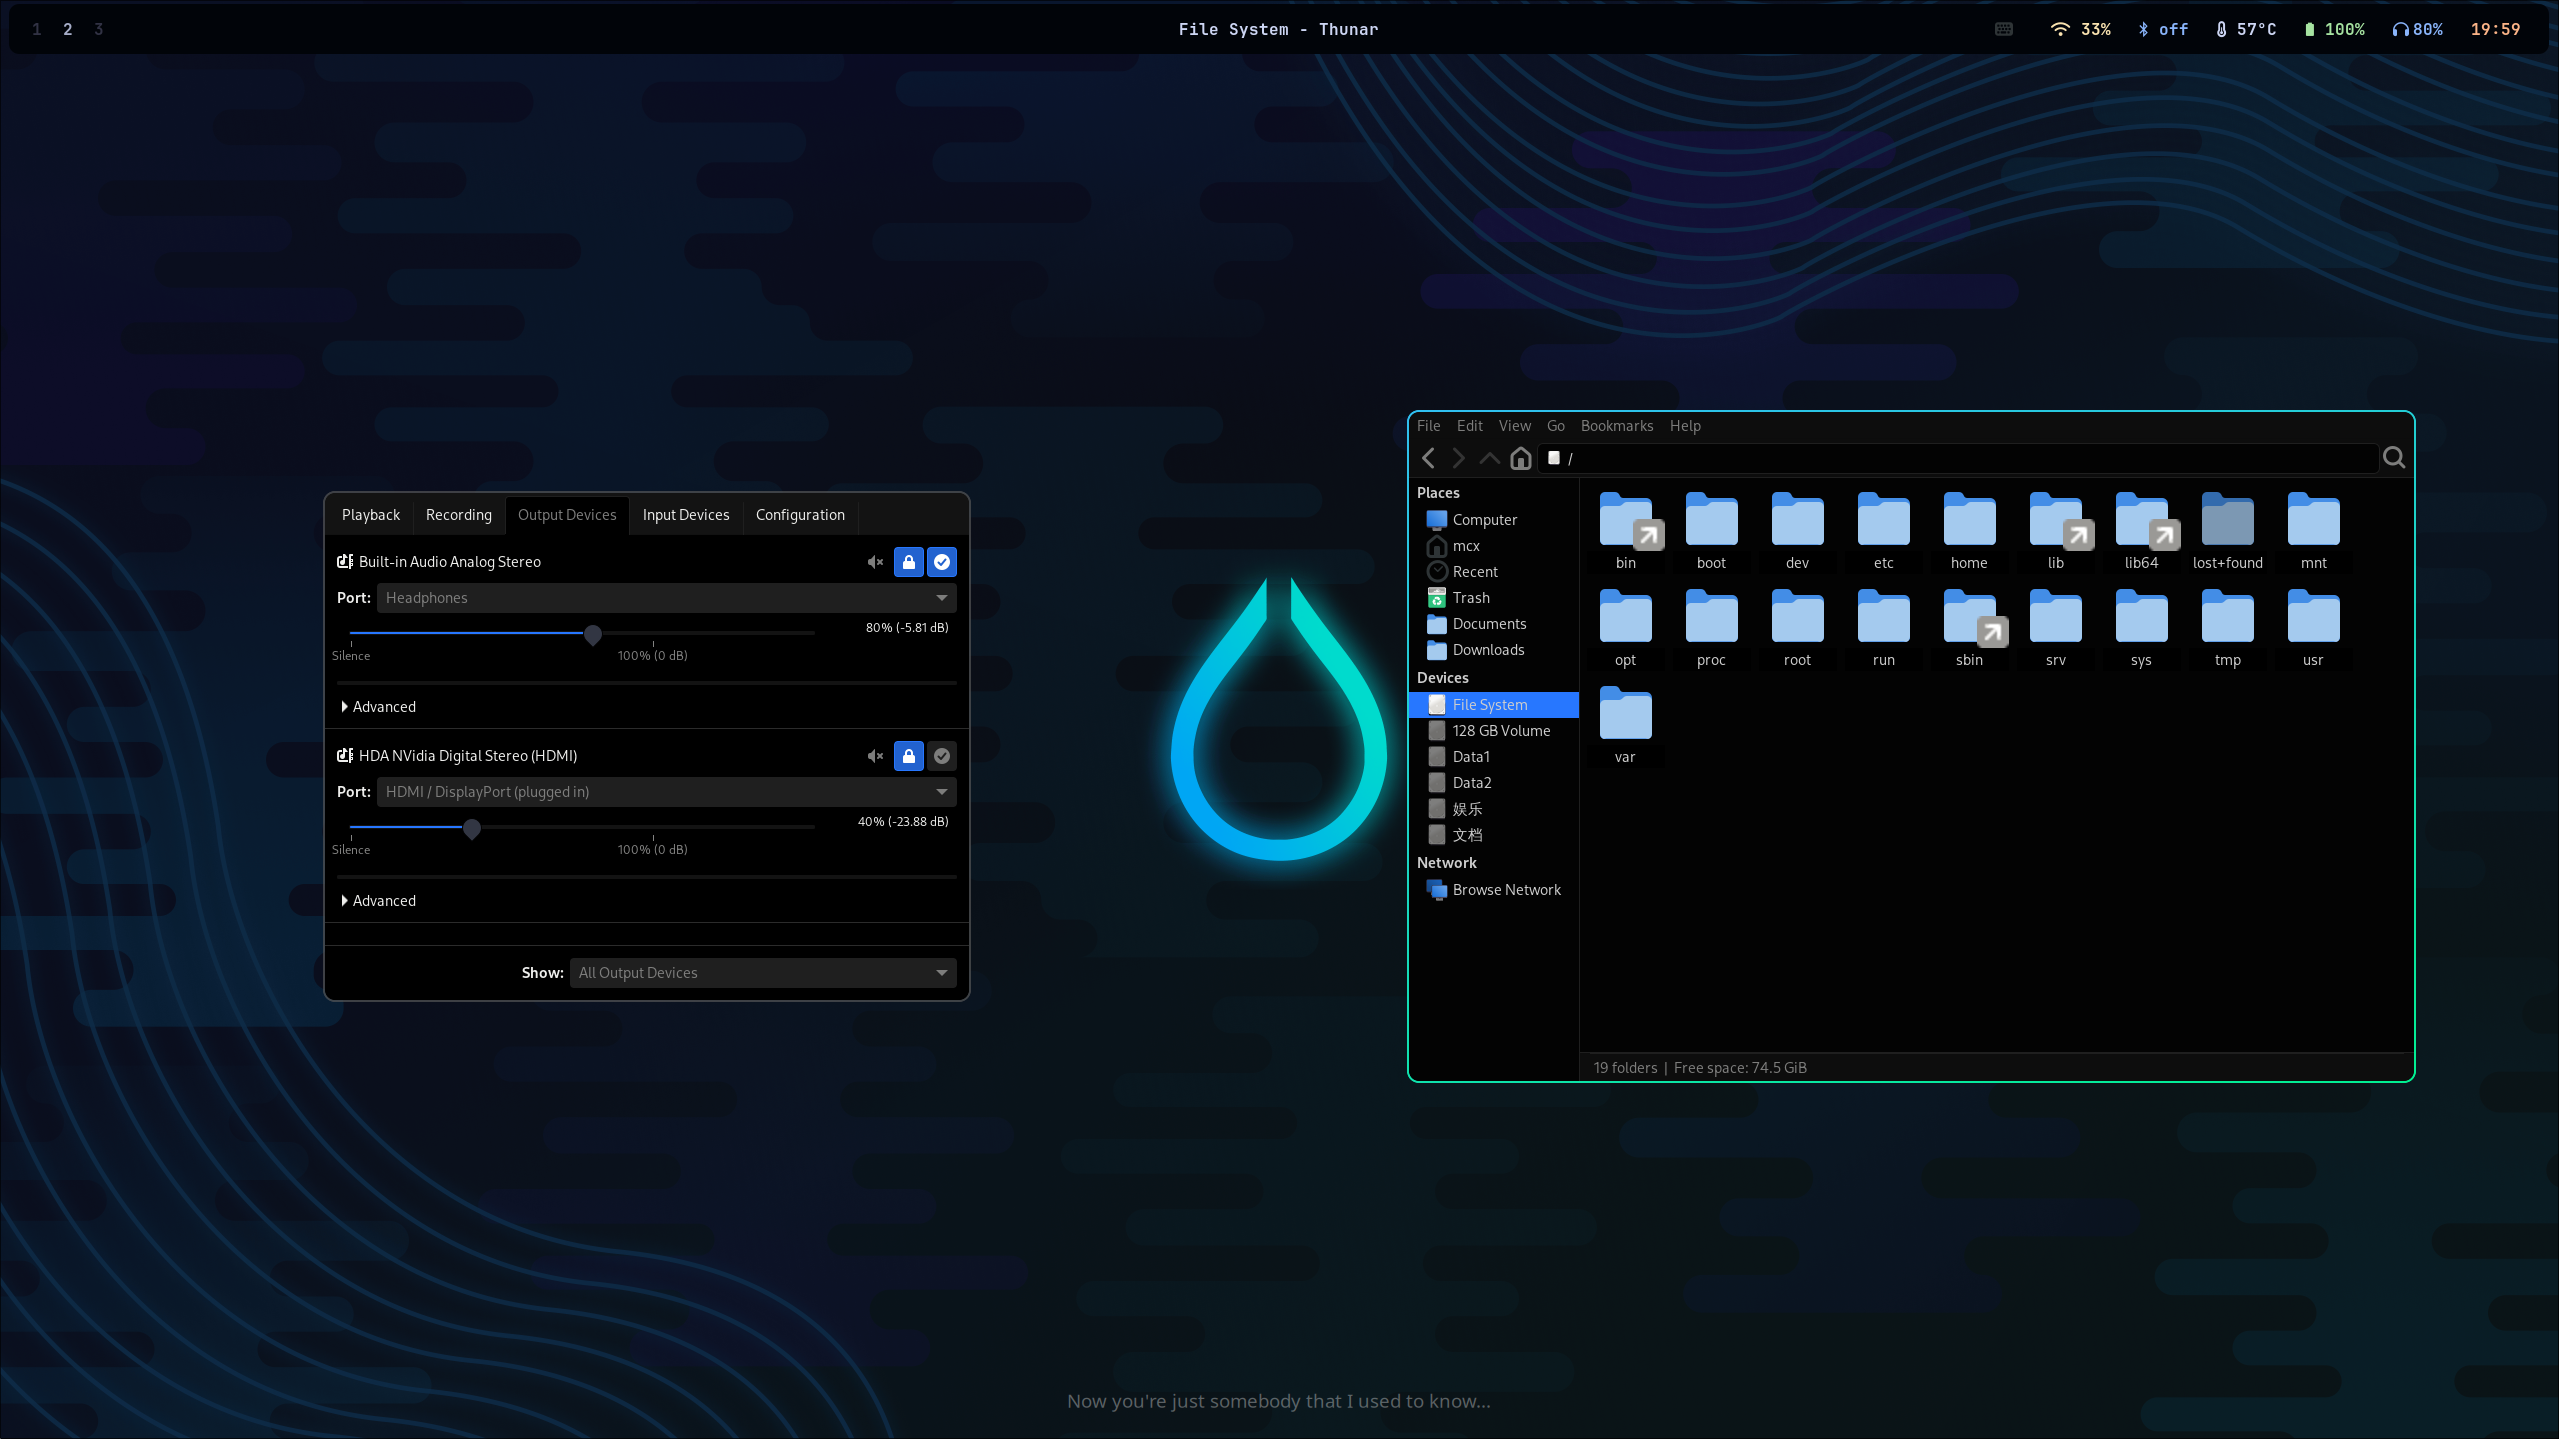 1 2 3
File System - Thunar
33% off 57°C 100% 80% 19:59
Playback Recording Output Devices Input Devices Configuration
Built-in Audio Analog Stereo
Port: Headphones
80% (-5.81 dB)
Silence 100% (0 dB)
Advanced
HDA NVidia Digital Stereo (HDMI)
Port: HDMI / DisplayPort (plugged in)
40% (-23.88 dB)
Silence 100% (0 dB)
Advanced
Show: All Output Devices
File Edit View Go Bookmarks Help
/
Places
Computer
mcx
Recent
Trash
Documents
Downloads
Devices
File System
128 GB Volume
Data1
Data2
娱乐
文档
Network
Browse Network
bin boot dev etc home lib lib64 lost+found mnt
opt proc root run sbin srv sys tmp usr
var
19 folders | Free space: 74.5 GiB
Now you're just somebody that I used to know...